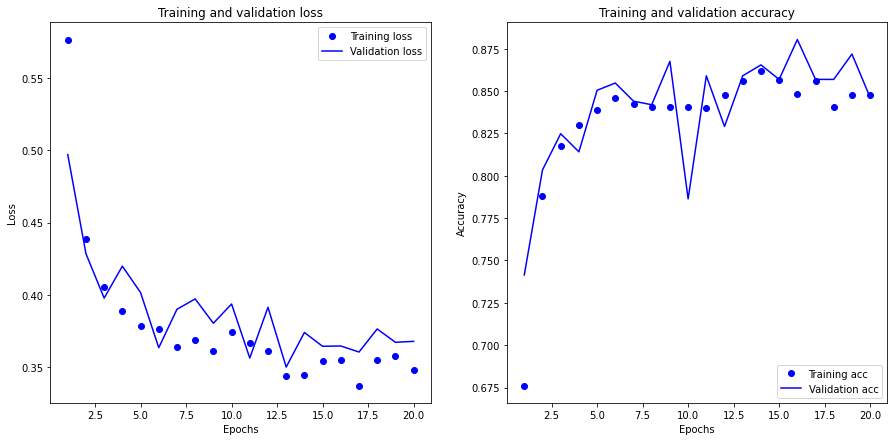 Training and validation loss
Training loss
Validation loss
0.55
0.50
0.45
0.40
0.35
Loss
2.5 5.0 7.5 10.0 12.5 15.0 17.5 20.0
Epochs
Training and validation accuracy
0.875
0.850
0.825
0.800
0.775
0.750
0.725
0.700
0.675
Accuracy
Training acc
Validation acc
2.5 5.0 7.5 10.0 12.5 15.0 17.5 20.0
Epochs